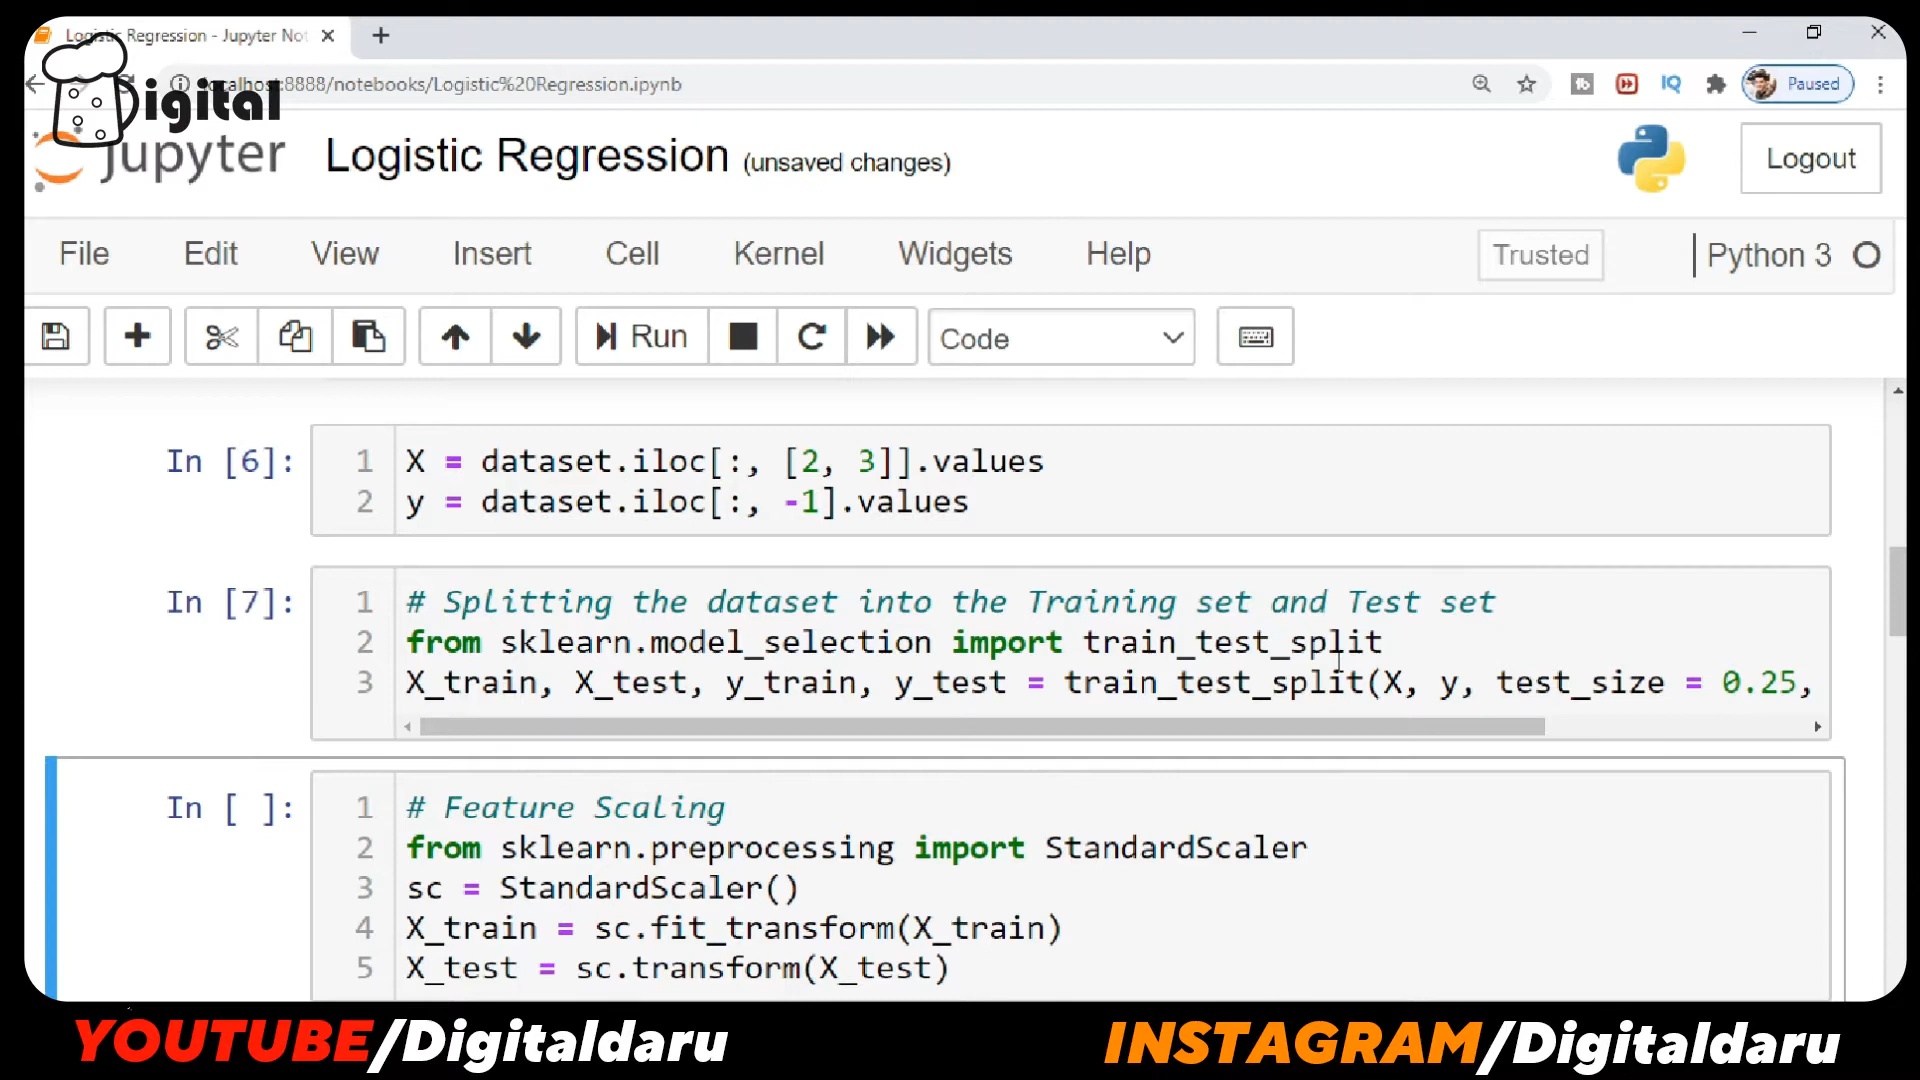 Logistic Regression - Jupyter Not
localhost:8888/notebooks/Logistic%20Regression.ipynb
Paused
Digital
jupyter
Logistic Regression (unsaved changes)
Logout
File Edit View Insert Cell Kernel Widgets Help
Trusted
Python 3
Run
Code
In [6]:
1 X = dataset.iloc[:, [2, 3]].values
2 y = dataset.iloc[:, -1].values
In [7]:
1 # Splitting the dataset into the Training set and Test set
2 from sklearn.model_selection import train_test_split
3 X_train, X_test, y_train, y_test = train_test_split(X, y, test_size = 0.25,
In [ ]:
1 # Feature Scaling
2 from sklearn.preprocessing import StandardScaler
3 sc = StandardScaler()
4 X_train = sc.fit_transform(X_train)
5 X_test = sc.transform(X_test)
YOUTUBE/Digitaldaru
INSTAGRAM/Digitaldaru